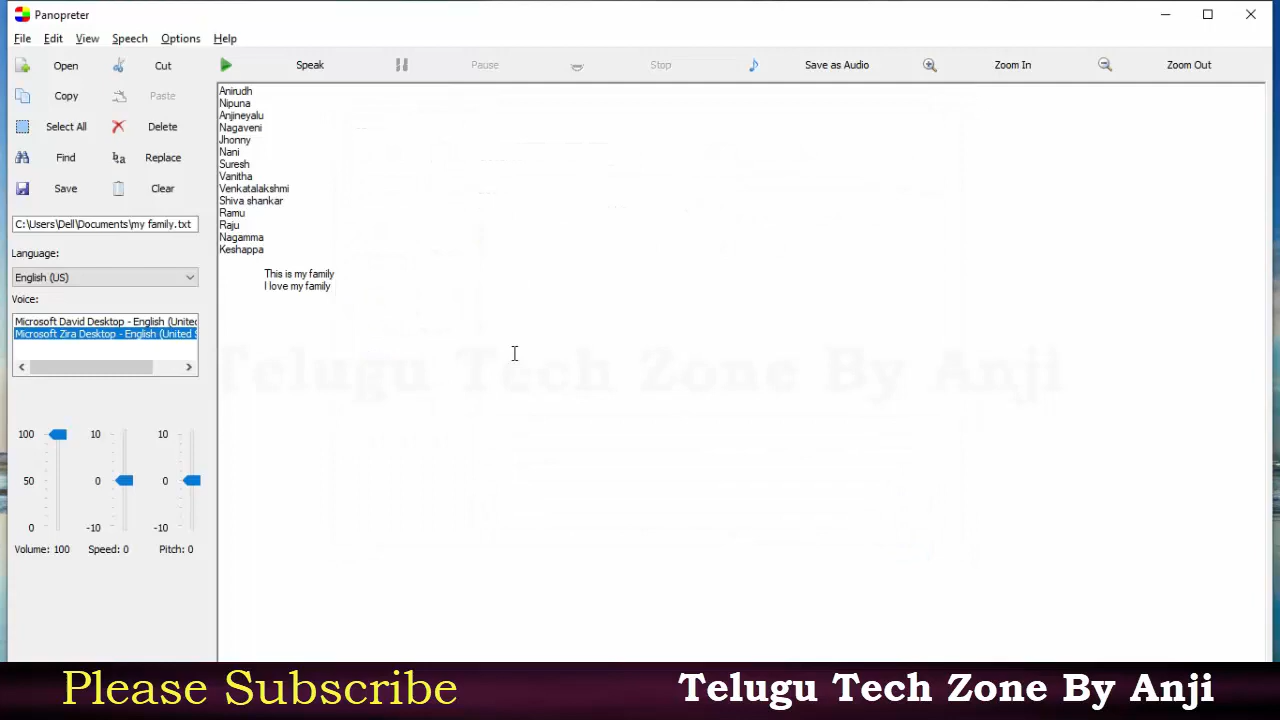 Panopreter
File Edit View Speech Options Help
Open Cut Speak Pause Stop Save as Audio Zoom In Zoom Out
Copy Paste
Select All Delete
Find Replace
Save Clear
C:\Users\Dell\Documents\my family.txt
Language:
English (US)
Voice:
Microsoft David Desktop - English (Unite
Microsoft Zira Desktop - English (United S
100 10 10
50 0 0
0 -10 -10
Volume: 100 Speed: 0 Pitch: 0
Anirudh
Nipuna
Anjineyalu
Nagaveni
Jhonny
Nani
Suresh
Vanitha
Venkatalakshmi
Shiva shankar
Ramu
Raju
Nagamma
Keshappa
This is my family
I love my family
Telugu Tech Zone By Anji
Please Subscribe
Telugu Tech Zone By Anji